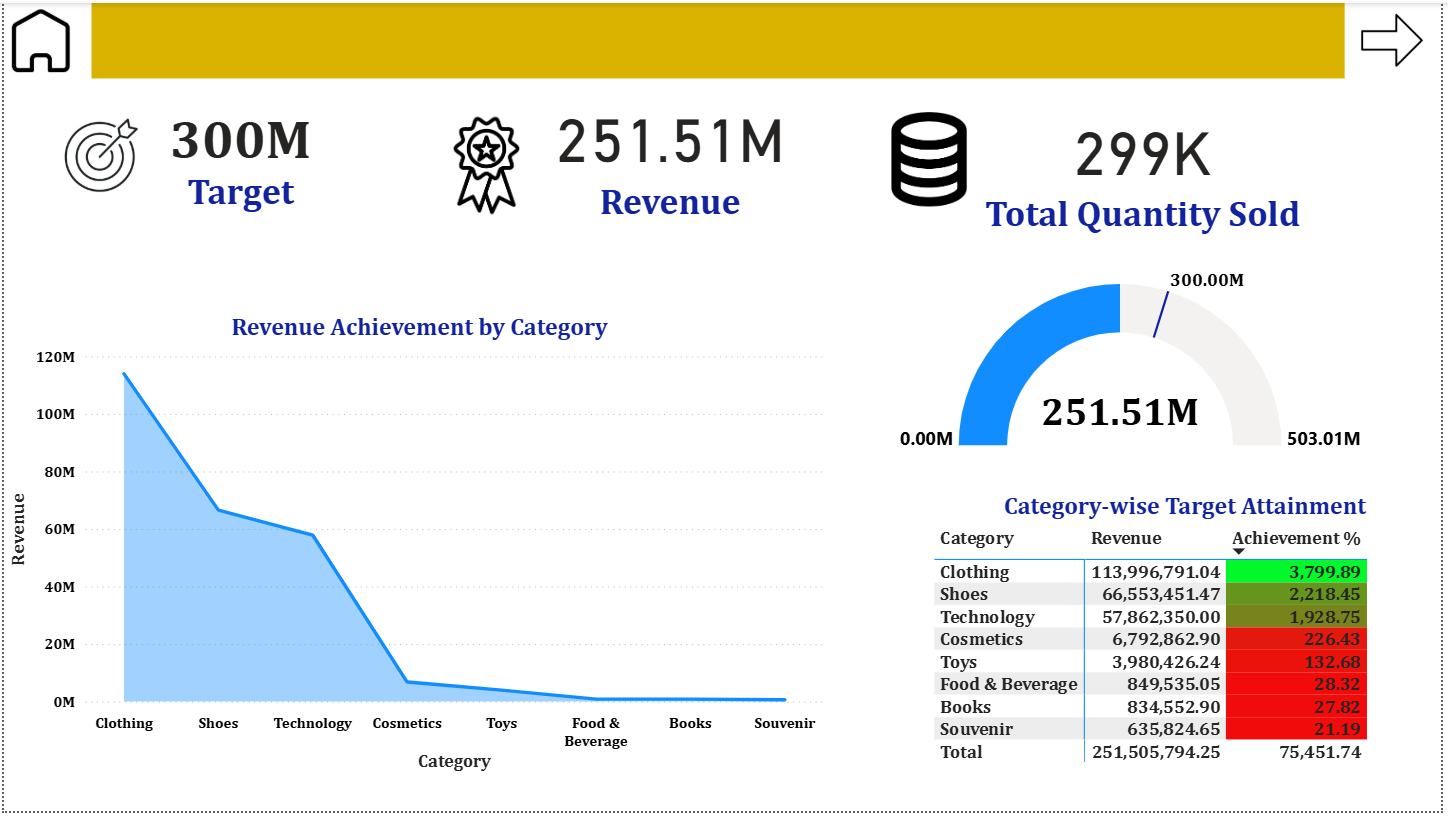 300M
Target
251.51M
Revenue
299K
Total Quantity Sold
Revenue Achievement by Category
120M
100M
80M
60M
40M
20M
0M
Revenue
Clothing Shoes Technology Cosmetics Toys Food & Beverage Books Souvenir
Category
300.00M
251.51M
0.00M
503.01M
Category-wise Target Attainment
Category Revenue Achievement %
Clothing 113,996,791.04 3,799.89
Shoes 66,553,451.47 2,218.45
Technology 57,862,350.00 1,928.75
Cosmetics 6,792,862.90 226.43
Toys 3,980,426.24 132.68
Food & Beverage 849,535.05 28.32
Books 834,552.90 27.82
Souvenir 635,824.65 21.19
Total 251,505,794.25 75,451.74